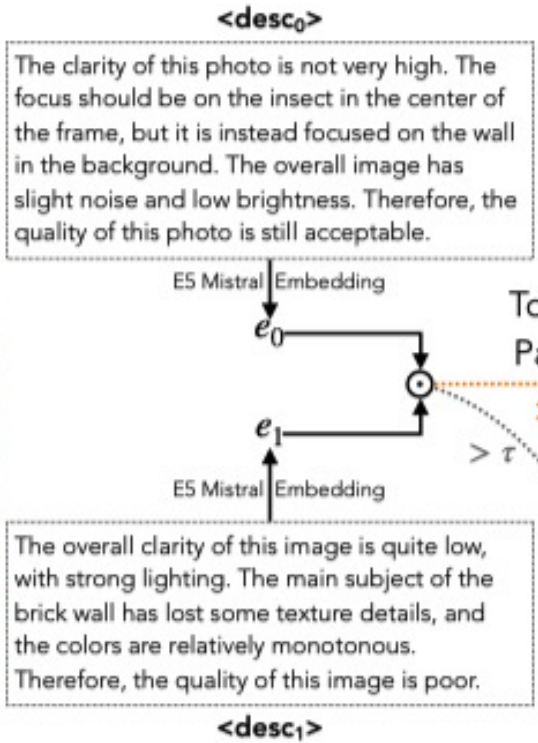 <desc₀>
The clarity of this photo is not very high. The
focus should be on the insect in the center of
the frame, but it is instead focused on the wall
in the background. The overall image has
slight noise and low brightness. Therefore, the
quality of this photo is still acceptable.
E5 Mistral Embedding
e₀
To
Pa
e₁
> τ
E5 Mistral Embedding
The overall clarity of this image is quite low,
with strong lighting. The main subject of the
brick wall has lost some texture details, and
the colors are relatively monotonous.
Therefore, the quality of this image is poor.
<desc₁>